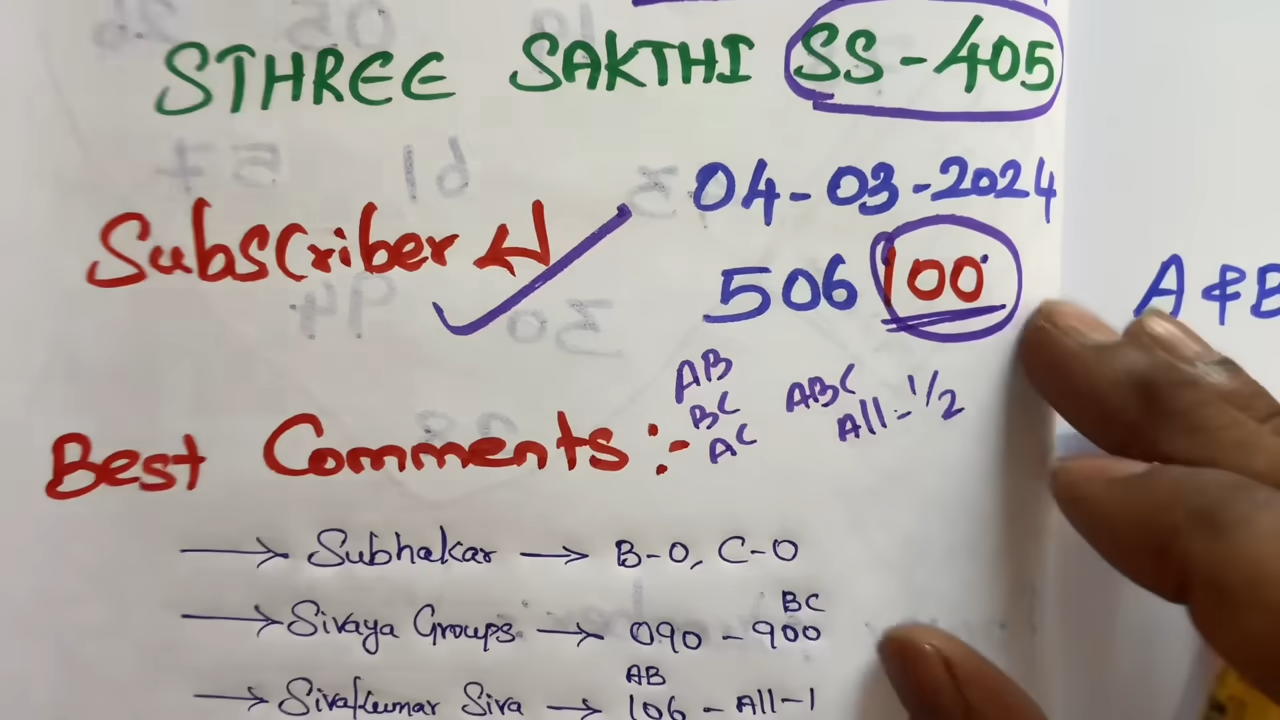 STHREE SAKTHI SS-405
04-03-2024
Subscriber ↵
506 100
A & B
AB
BC
AC
ABC
All-1/2
Best Comments :-
→ Subhakar → B-0, C-0
BC
→ Sivaya Groups. → 090 - 900
AB
→ Sivakumar Siva → 106 - All-1